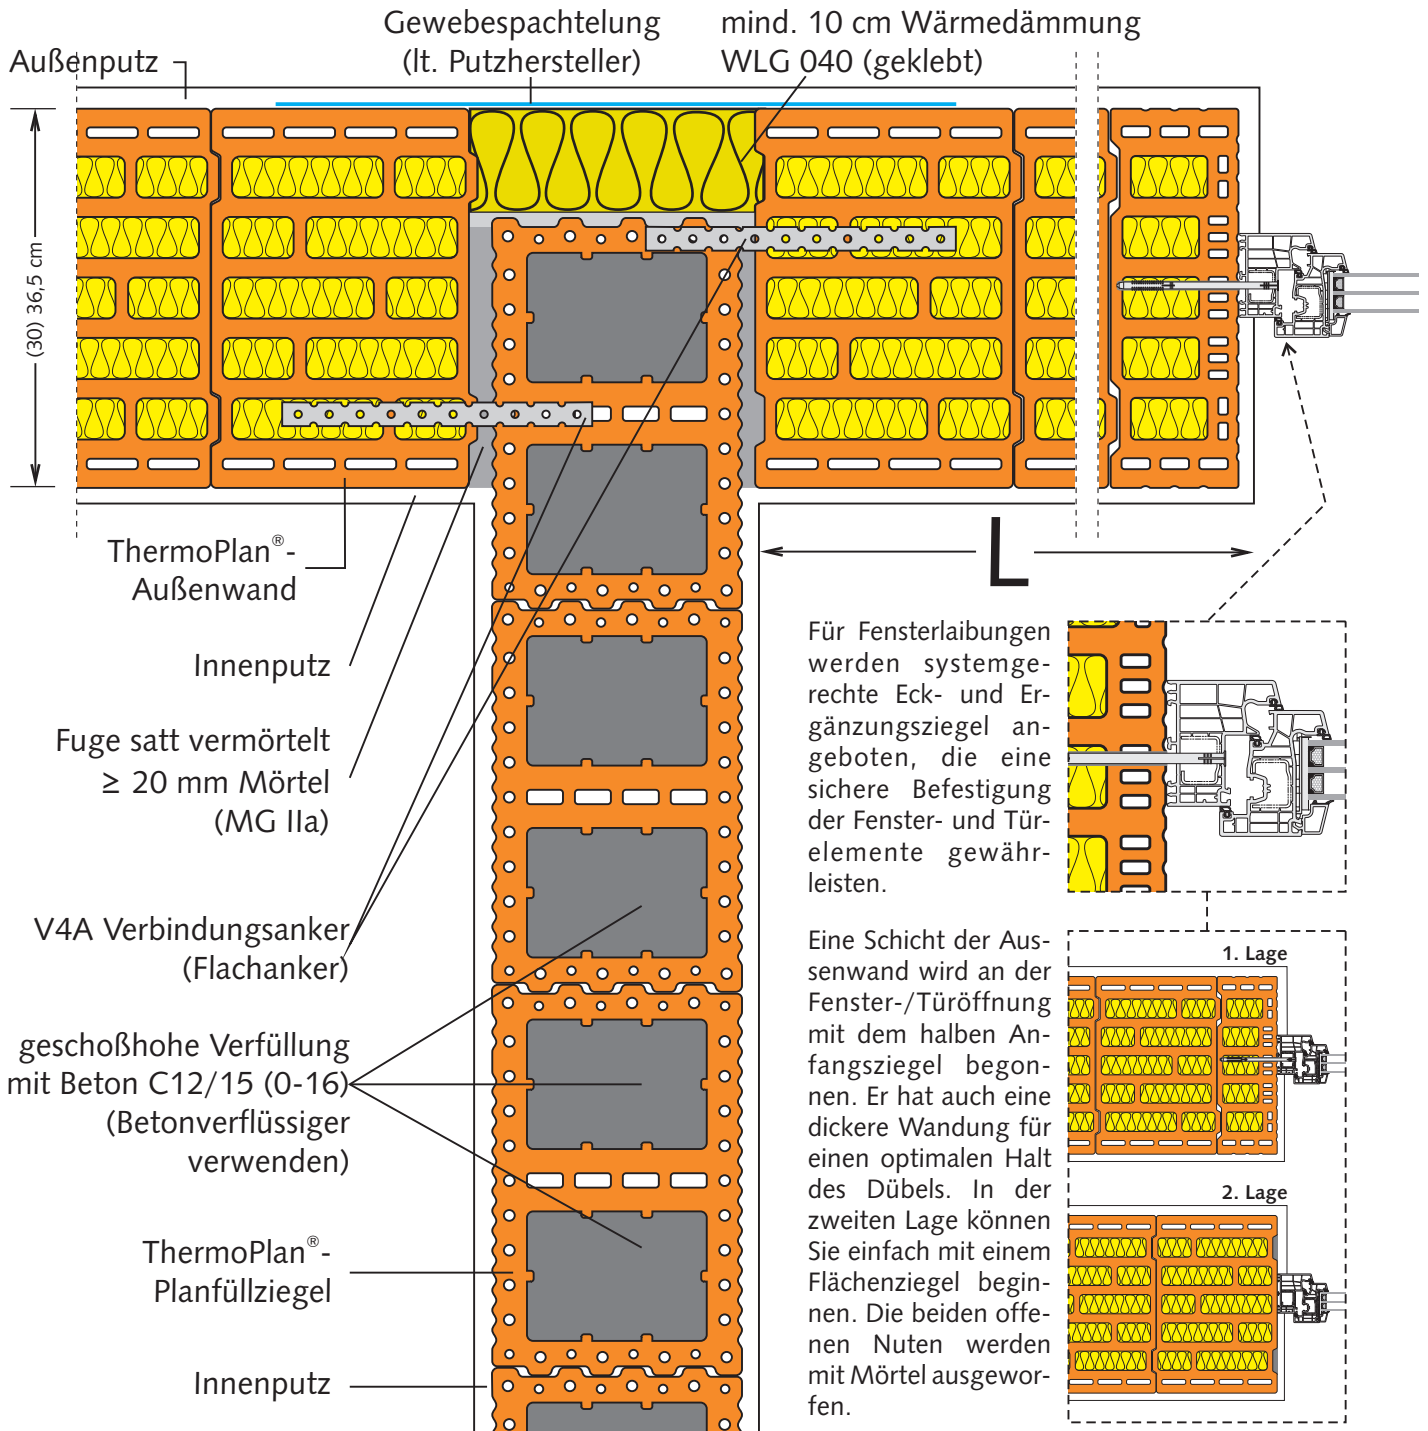 Gewebespachtelung
(lt. Putzhersteller)
mind. 10 cm Wärmedämmung
WLG 040 (geklebt)
Außenputz
(30) 36,5 cm
ThermoPlan®-
Außenwand
L
Innenputz
Fuge satt vermörtelt
≥ 20 mm Mörtel
(MG IIa)
V4A Verbindungsanker
(Flachanker)
geschoßhohe Verfüllung
mit Beton C12/15 (0-16)
(Betonverflüssiger
verwenden)
ThermoPlan®-
Planfüllziegel
Innenputz
Für Fensterlaibungen
werden systemge-
rechte Eck- und Er-
gänzungsziegel an-
geboten, die eine
sichere Befestigung
der Fenster- und Tür-
elemente gewähr-
leisten.
Eine Schicht der Aus-
senwand wird an der
Fenster-/Türöffnung
mit dem halben An-
fangsziegel begon-
nen. Er hat auch eine
dickere Wandung für
einen optimalen Halt
des Dübels. In der
zweiten Lage können
Sie einfach mit einem
Flächenziegel begin-
nen. Die beiden offe-
nen Nuten werden
mit Mörtel ausgewor-
fen.
1. Lage
2. Lage